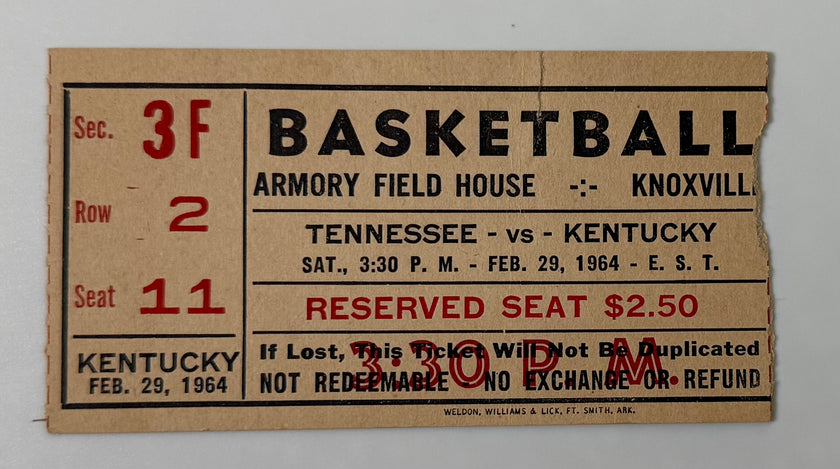 Sec. 3F
Row 2
Seat 11
KENTUCKY
FEB. 29, 1964
BASKETBALL
ARMORY FIELD HOUSE -:- KNOXVILL
TENNESSEE - vs - KENTUCKY
SAT., 3:30 P. M. - FEB. 29, 1964 - E. S. T.
RESERVED SEAT $2.50
If Lost, This Ticket Will Not Be Duplicated
3:30 P. M.
NOT REDEEMABLE - NO EXCHANGE OR REFUND
WELDON, WILLIAMS & LICK, FT. SMITH, ARK.